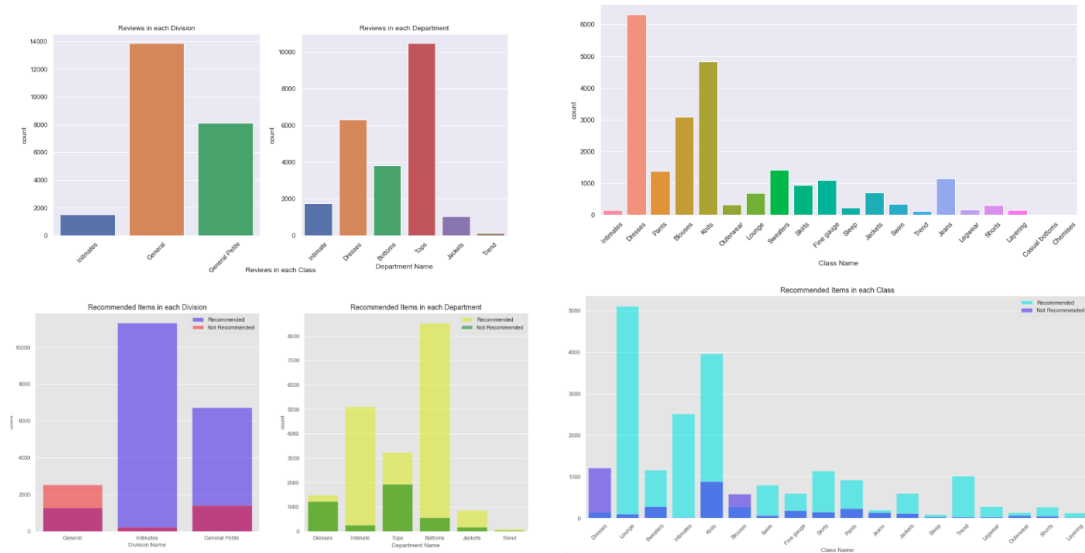 Reviews in each Division
count
14000
12000
10000
8000
6000
4000
2000
0
Intimates
General
General Petite
Reviews in each Class
Reviews in each Department
count
10000
8000
6000
4000
2000
0
Intimate
Dresses
Bottoms
Tops
Jackets
Trend
Department Name
count
6000
5000
4000
3000
2000
1000
0
Intimates
Dresses
Pants
Blouses
Knits
Outerwear
Lounge
Sweaters
Skirts
Fine gauge
Sleep
Jackets
Swim
Trend
Jeans
Legwear
Shorts
Layering
Casual bottoms
Chemises
Class Name
Recommended Items in each Division
Recommended
Not Recommended
count
10000
8000
6000
4000
2000
0
General
Intimates
General Petite
Division Name
Recommended Items in each Department
Recommended
Not Recommended
count
8000
7000
6000
5000
4000
3000
2000
1000
0
Dresses
Intimate
Tops
Bottoms
Jackets
Trend
Department Name
Recommended Items in each Class
Recommended
Not Recommended
count
5000
4000
3000
2000
1000
0
Dresses
Lounge
Sweaters
Intimates
Knits
Blouses
Swim
Fine gauge
Skirts
Pants
Jeans
Jackets
Sleep
Trend
Legwear
Outerwear
Shorts
Layering
Class Name